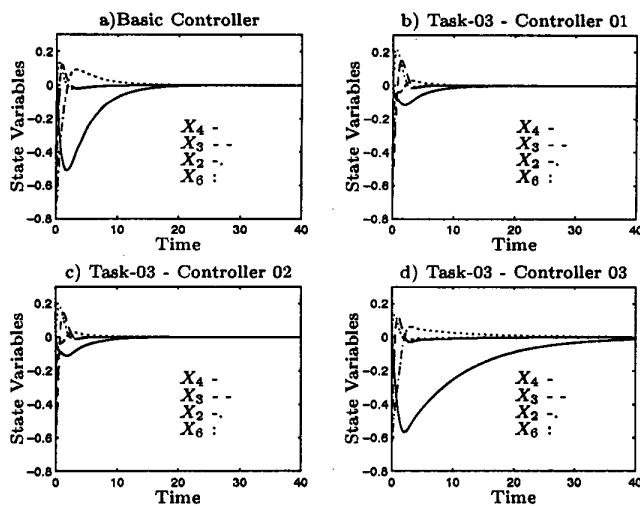 a)Basic Controller
State Variables
0.2
0
−0.2
−0.4
−0.6
−0.8
X4 -
X3 --
X2 -.
X6 :
0
10
20
30
40
Time
b) Task-03 - Controller 01
State Variables
0.2
0
−0.2
−0.4
−0.6
−0.8
X4 -
X3 --
X2 -.
X6 :
0
10
20
30
40
Time
c) Task-03 - Controller 02
State Variables
0.2
0
−0.2
−0.4
−0.6
−0.8
X4 -
X3 --
X2 -.
X6 :
0
10
20
30
40
Time
d) Task-03 - Controller 03
State Variables
0.2
0
−0.2
−0.4
−0.6
−0.8
X4 -
X3 --
X2 -.
X6 :
0
10
20
30
40
Time